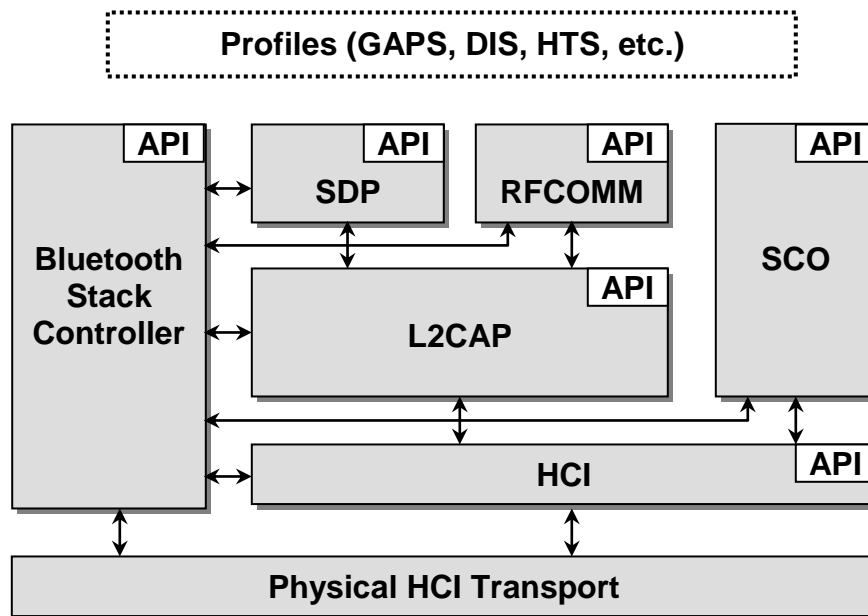 Profiles (GAPS, DIS, HTS, etc.)
API
API
API
API
SDP
RFCOMM
Bluetooth
Stack
Controller
SCO
API
L2CAP
API
HCI
Physical HCI Transport